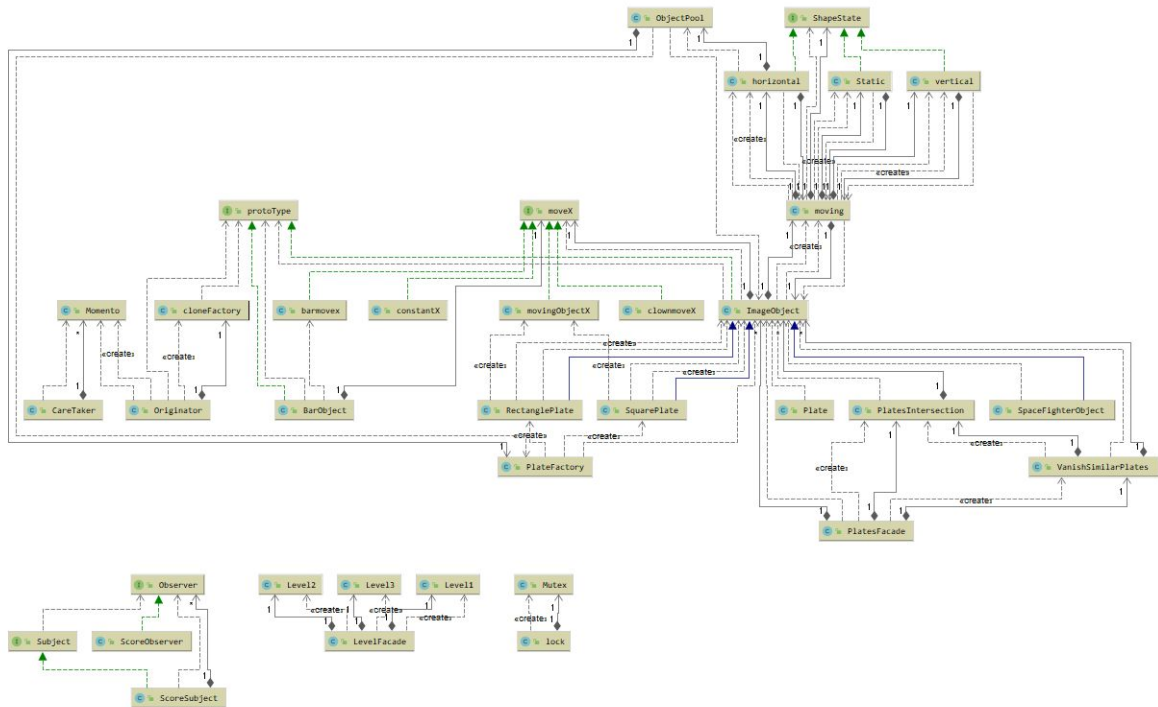 ObjectPool
ShapeState
horizontal
Static
vertical
«create»
«create»
«create»
moving
protoType
moveX
«create»
Momento
cloneFactory
barmovex
constantX
movingObjectX
clownmoveX
ImageObject
«create»
«create»
CareTaker
Originator
BarObject
RectanglePlate
SquarePlate
Plate
PlatesIntersection
SpaceFighterObject
«create»
«create»
«create»
«create»
PlateFactory
VanishSimilarPlates
«create»
PlatesFacade
Observer
Level2
Level3
Level1
Mutex
«create»
«create»
«create»
«create»
Subject
ScoreObserver
LevelFacade
lock
ScoreSubject